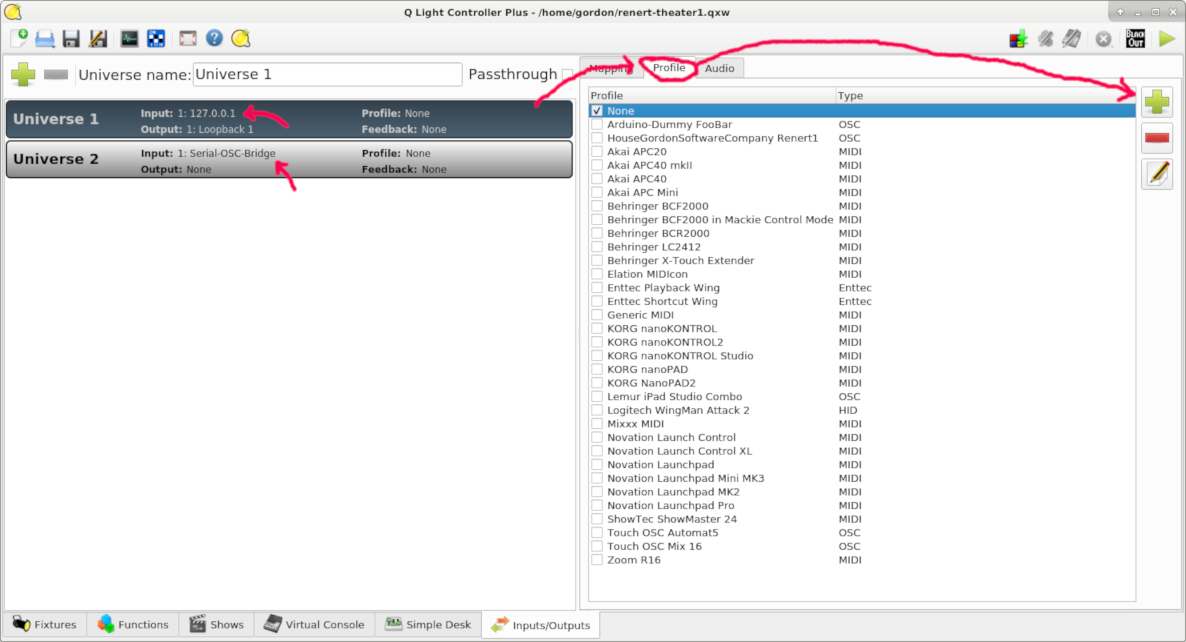 Q Light Controller Plus - /home/gordon/renert-theater1.qxw
BLACK OUT
Universe name: Universe 1 Passthrough
Mapping Profile Audio
Universe 1 Input: 1: 127.0.0.1 Profile: None
Output: 1: Loopback 1 Feedback: None
Universe 2 Input: 1: Serial-OSC-Bridge Profile: None
Output: None Feedback: None
Profile Type
None
Arduino-Dummy FooBar OSC
HouseGordonSoftwareCompany Renert1 OSC
Akai APC20 MIDI
Akai APC40 mkII MIDI
Akai APC40 MIDI
Akai APC Mini MIDI
Behringer BCF2000 MIDI
Behringer BCF2000 in Mackie Control Mode MIDI
Behringer BCR2000 MIDI
Behringer LC2412 MIDI
Behringer X-Touch Extender MIDI
Elation MIDIcon MIDI
Enttec Playback Wing Enttec
Enttec Shortcut Wing Enttec
Generic MIDI MIDI
KORG nanoKONTROL MIDI
KORG nanoKONTROL2 MIDI
KORG nanoKONTROL Studio MIDI
KORG nanoPAD MIDI
KORG NanoPAD2 MIDI
Lemur iPad Studio Combo OSC
Logitech WingMan Attack 2 HID
Mixxx MIDI MIDI
Novation Launch Control MIDI
Novation Launch Control XL MIDI
Novation Launchpad MIDI
Novation Launchpad Mini MK3 MIDI
Novation Launchpad MK2 MIDI
Novation Launchpad Pro MIDI
ShowTec ShowMaster 24 MIDI
Touch OSC Automat5 OSC
Touch OSC Mix 16 OSC
Zoom R16 MIDI
Fixtures Functions Shows Virtual Console Simple Desk Inputs/Outputs